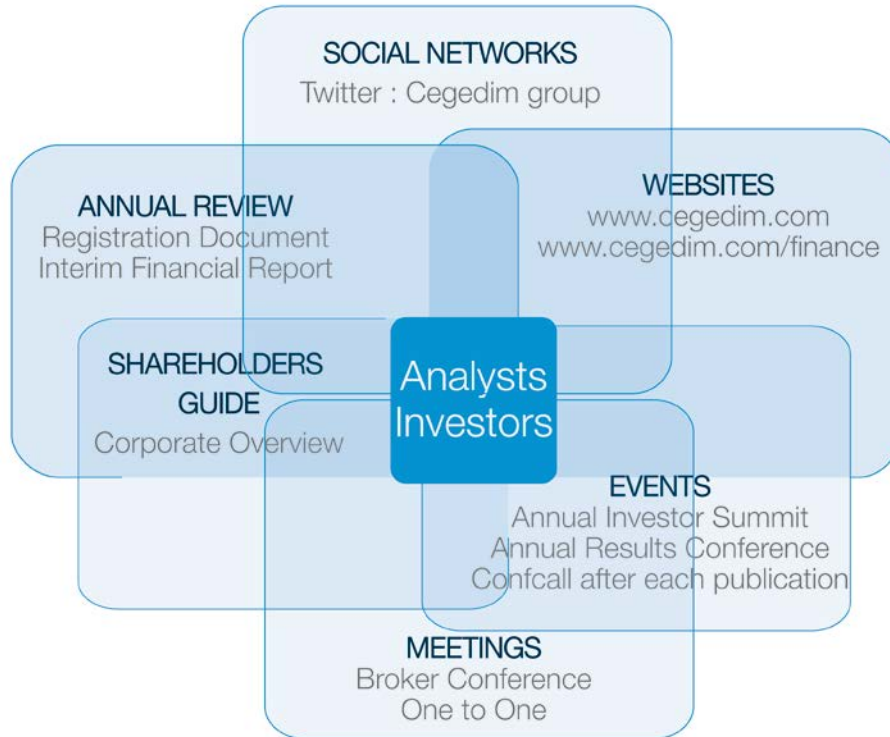 SOCIAL NETWORKS
Twitter : Cegedim group
WEBSITES
www.cegedim.com
www.cegedim.com/finance
ANNUAL REVIEW
Registration Document
Interim Financial Report
SHAREHOLDERS
GUIDE
Corporate Overview
Analysts
Investors
EVENTS
Annual Investor Summit
Annual Results Conference
Confcall after each publication
MEETINGS
Broker Conference
One to One